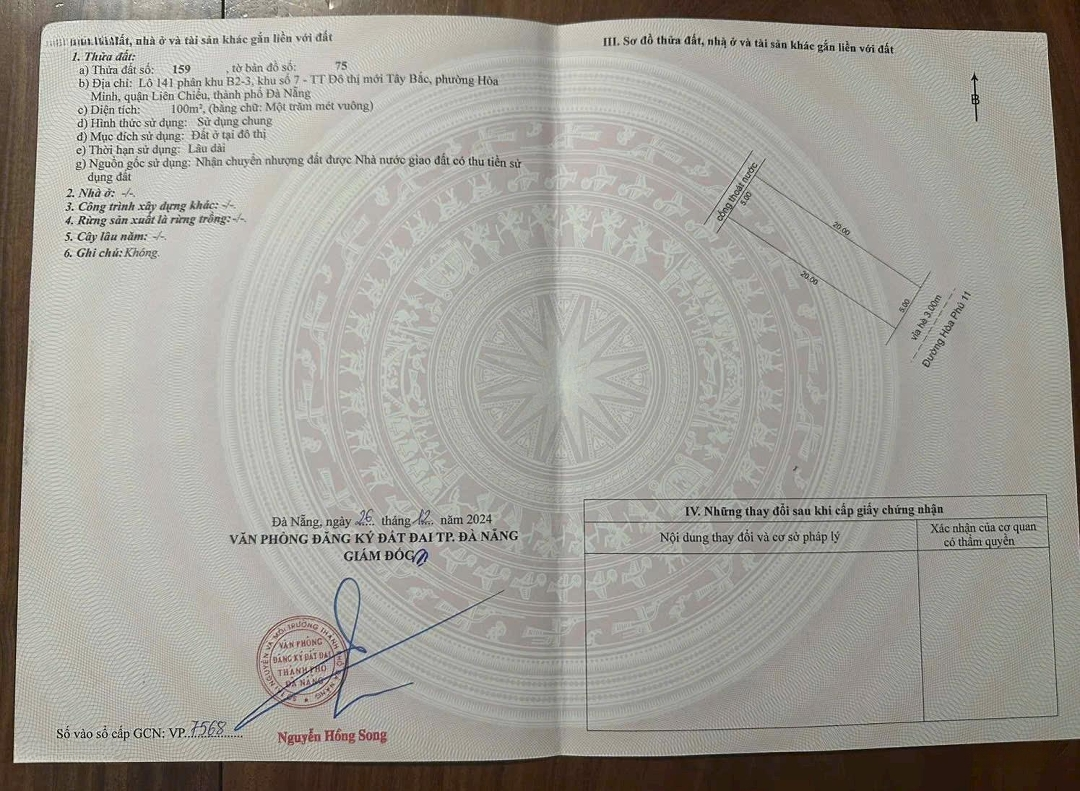 Đất, nhà ở và tài sản khác gắn liền với đất
1. Thửa đất:
a) Thửa đất số: 159 , tờ bản đồ số: 75
b) Địa chỉ: Lô 141 phân khu B2-3, khu số 7 - TT Đô thị mới Tây Bắc, phường Hòa
Minh, quận Liên Chiểu, thành phố Đà Nẵng
c) Diện tích: 100m², (bằng chữ: Một trăm mét vuông)
d) Hình thức sử dụng: Sử dụng chung
đ) Mục đích sử dụng: Đất ở tại đô thị
e) Thời hạn sử dụng: Lâu dài
g) Nguồn gốc sử dụng: Nhận chuyển nhượng đất được Nhà nước giao đất có thu tiền sử
dụng đất
2. Nhà ở: -/-
3. Công trình xây dựng khác: -/-.
4. Rừng sản xuất là rừng trồng:-/-.
5. Cây lâu năm: -/-.
6. Ghi chú: Không.
Đà Nẵng, ngày 26 tháng 12 năm 2024
VĂN PHÒNG ĐĂNG KÝ ĐẤT ĐAI TP. ĐÀ NẴNG
GIÁM ĐỐC
SỞ TÀI NGUYÊN VÀ MÔI TRƯỜNG THÀNH PHỐ ĐÀ NẴNG
VĂN PHÒNG
ĐĂNG KÝ ĐẤT ĐAI
THÀNH PHỐ
ĐÀ NẴNG
Nguyễn Hồng Song
Số vào sổ cấp GCN: VP.7568
III. Sơ đồ thửa đất, nhà ở và tài sản khác gắn liền với đất
B
cống thoát nước
5.00
20.00
20.00
5.00
vỉa hè 3.00m
Đường Hòa Phú 11
IV. Những thay đổi sau khi cấp giấy chứng nhận
Nội dung thay đổi và cơ sở pháp lý
Xác nhận của cơ quan
có thẩm quyền